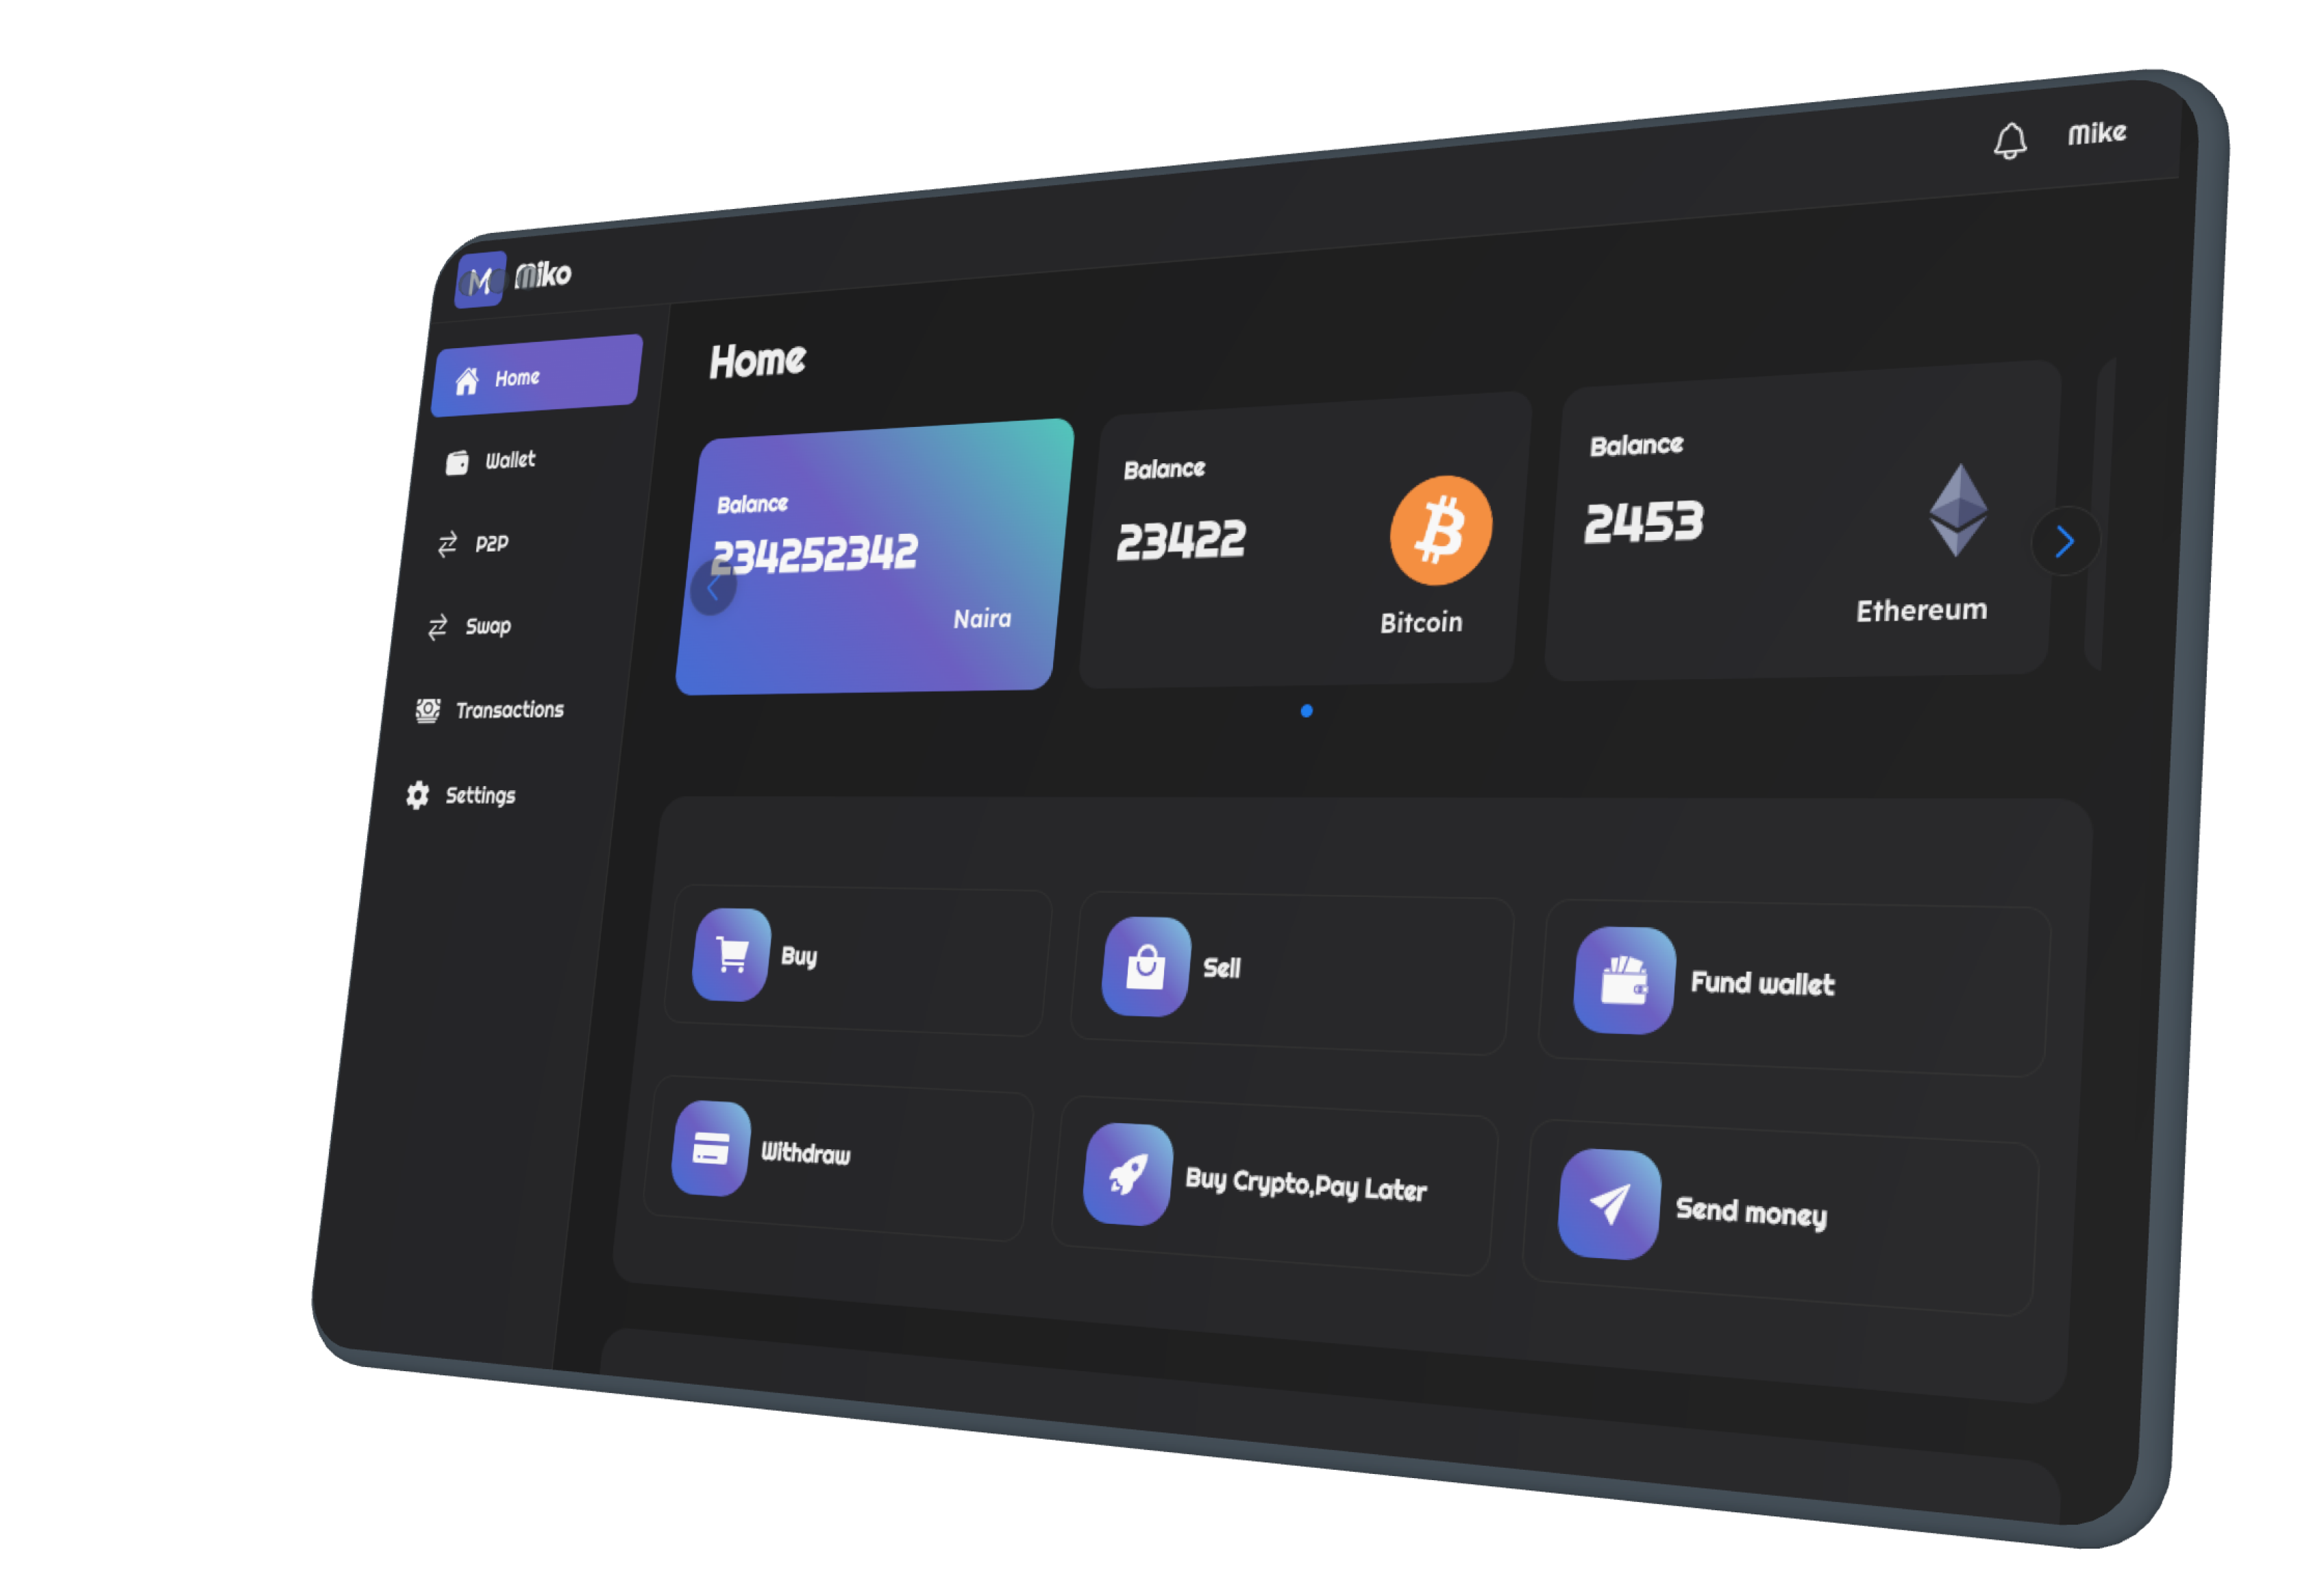 Mike
M Miko
Home
Wallet
P2P
Swap
Transactions
Settings
Home
Balance
234252342
Naira
Balance
23422
Bitcoin
Balance
2453
Ethereum
Buy
Sell
Fund wallet
Withdraw
Buy Crypto,Pay Later
Send money